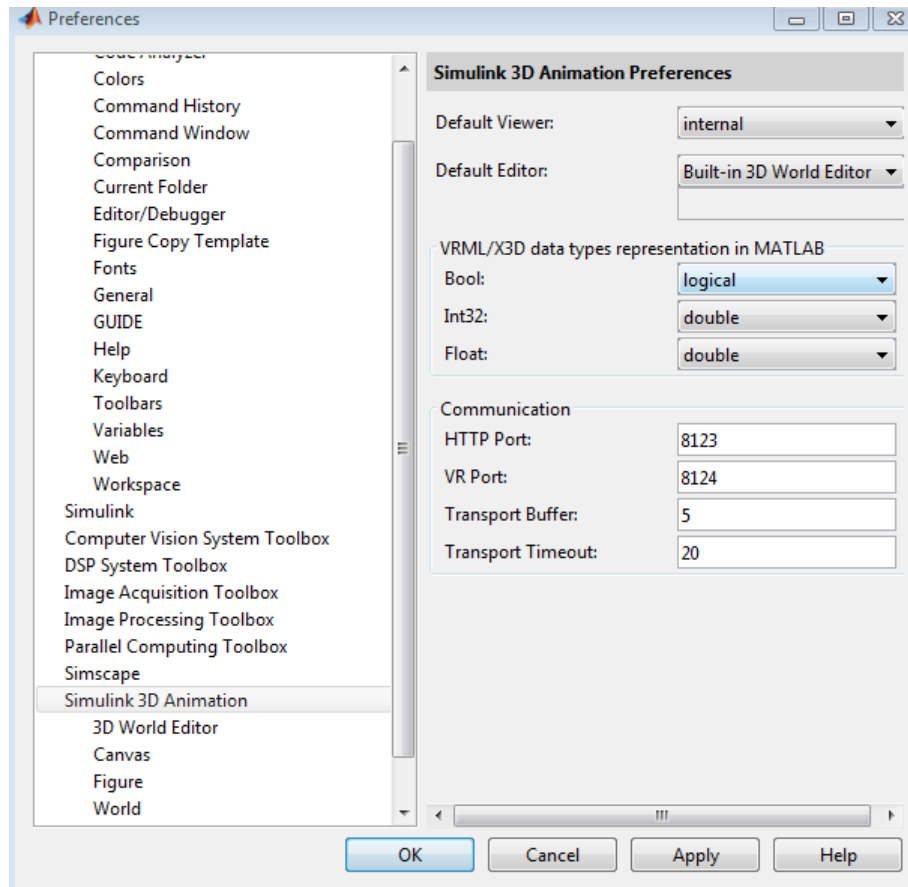 Preferences
Code Analyzer
Colors
Command History
Command Window
Comparison
Current Folder
Editor/Debugger
Figure Copy Template
Fonts
General
GUIDE
Help
Keyboard
Toolbars
Variables
Web
Workspace
Simulink
Computer Vision System Toolbox
DSP System Toolbox
Image Acquisition Toolbox
Image Processing Toolbox
Parallel Computing Toolbox
Simscape
Simulink 3D Animation
3D World Editor
Canvas
Figure
World
Simulink 3D Animation Preferences
Default Viewer: internal
Default Editor: Built-in 3D World Editor
VRML/X3D data types representation in MATLAB
Bool: logical
Int32: double
Float: double
Communication
HTTP Port: 8123
VR Port: 8124
Transport Buffer: 5
Transport Timeout: 20
OK Cancel Apply Help